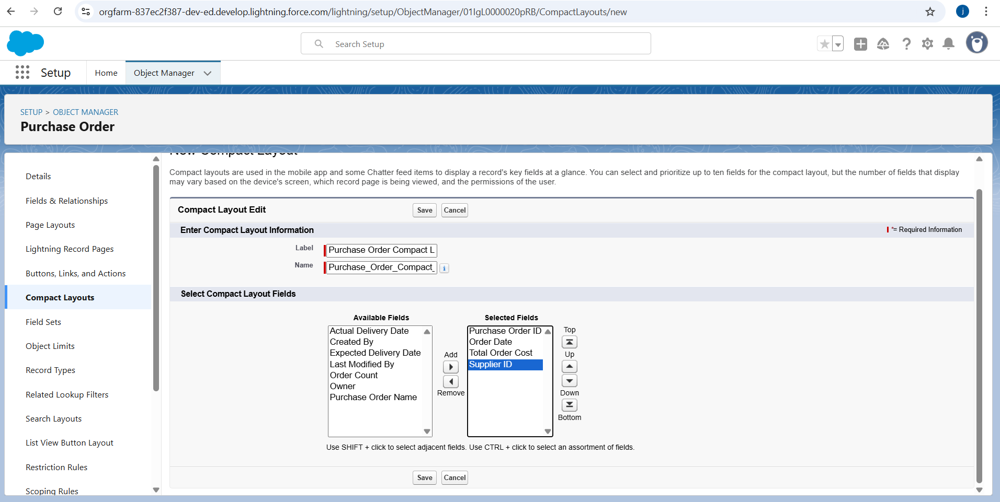 orgfarm-837ec2f387-dev-ed.develop.lightning.force.com/lightning/setup/ObjectManager/01IgL0000020pRB/CompactLayouts/new
j
Search Setup
Setup
Home
Object Manager
SETUP > OBJECT MANAGER
Purchase Order
Details
Fields & Relationships
Page Layouts
Lightning Record Pages
Buttons, Links, and Actions
Compact Layouts
Field Sets
Object Limits
Record Types
Related Lookup Filters
Search Layouts
List View Button Layout
Restriction Rules
Scoping Rules
New Compact Layout
Compact layouts are used in the mobile app and some Chatter feed items to display a record's key fields at a glance. You can select and prioritize up to ten fields for the compact layout, but the number of fields that display
may vary based on the device's screen, which record page is being viewed, and the permissions of the user.
Compact Layout Edit
Save
Cancel
Enter Compact Layout Information
*= Required Information
Label
Purchase Order Compact L
Name
Purchase_Order_Compact_
i
Select Compact Layout Fields
Available Fields
Actual Delivery Date
Created By
Expected Delivery Date
Last Modified By
Order Count
Owner
Purchase Order Name
Add
Remove
Selected Fields
Purchase Order ID
Order Date
Total Order Cost
Supplier ID
Top
Up
Down
Bottom
Use SHIFT + click to select adjacent fields. Use CTRL + click to select an assortment of fields.
Save
Cancel